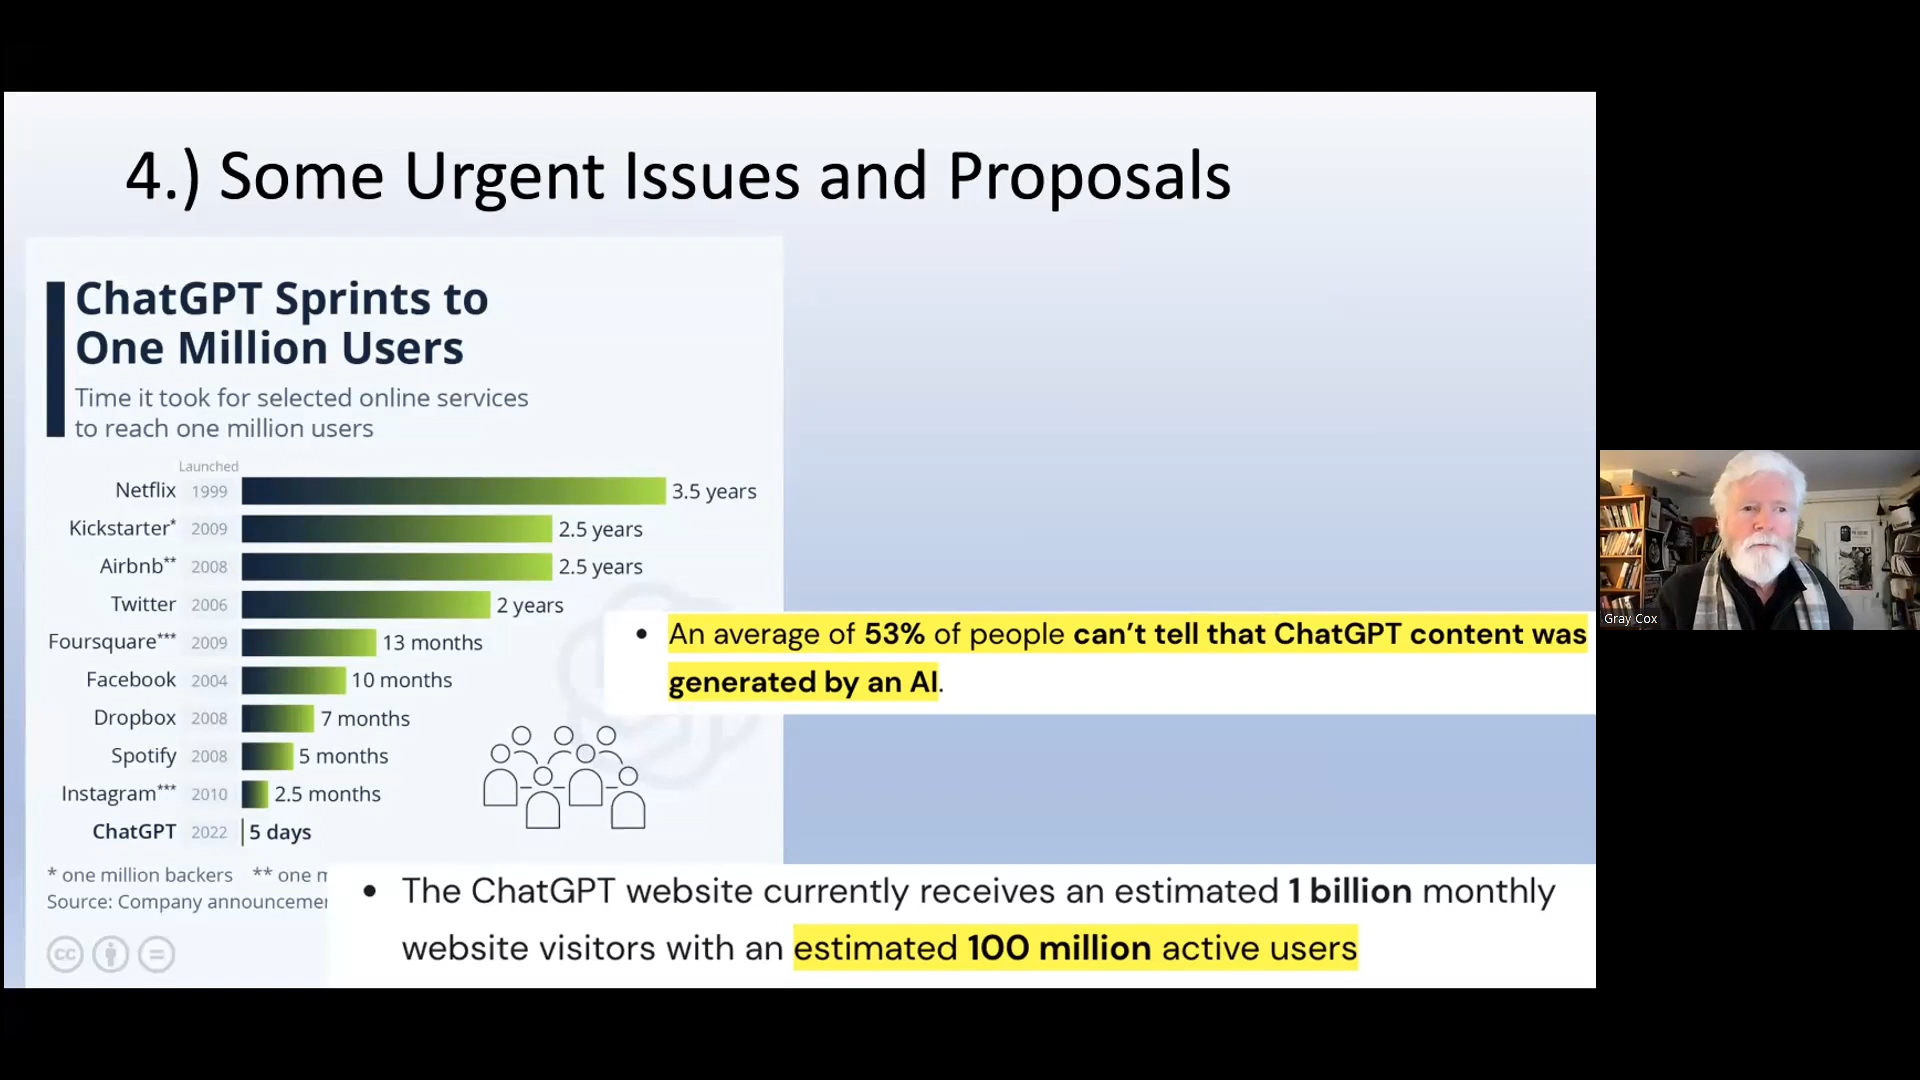 4.) Some Urgent Issues and Proposals
ChatGPT Sprints to
One Million Users
Time it took for selected online services
to reach one million users
Launched
Netflix 1999 3.5 years
Kickstarter* 2009 2.5 years
Airbnb** 2008 2.5 years
Twitter 2006 2 years
Foursquare*** 2009 13 months
Facebook 2004 10 months
Dropbox 2008 7 months
Spotify 2008 5 months
Instagram*** 2010 2.5 months
ChatGPT 2022 5 days
* one million backers ** one
Source: Company
cc =
• An average of 53% of people can’t tell that ChatGPT content was
generated by an AI.
• The ChatGPT website currently receives an estimated 1 billion monthly
website visitors with an estimated 100 million active users
Gray Cox